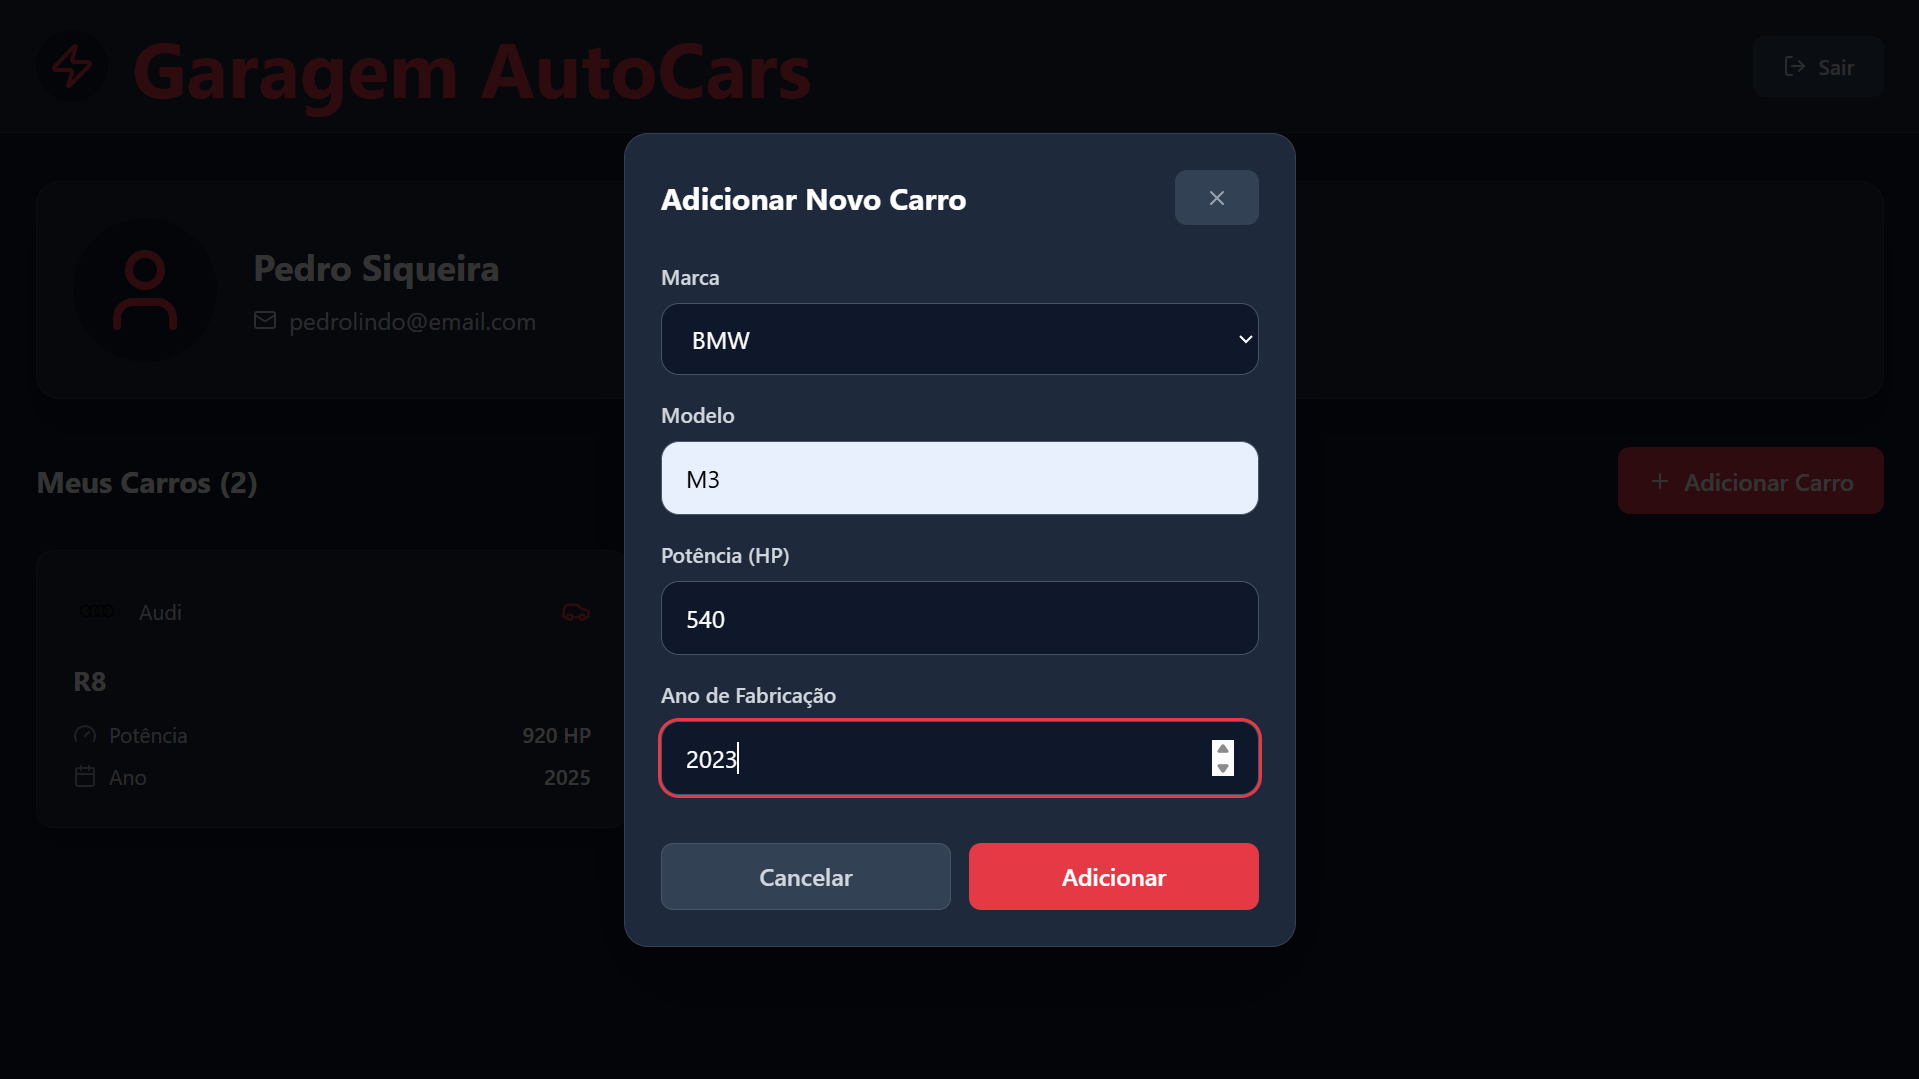 Garagem AutoCars
Sair
Pedro Siqueira
pedrolindo@email.com
Meus Carros (2)
Adicionar Carro
Audi
R8
Potência 920 HP
Ano 2025
Adicionar Novo Carro
Marca
BMW
Modelo
M3
Potência (HP)
540
Ano de Fabricação
2023
Cancelar
Adicionar